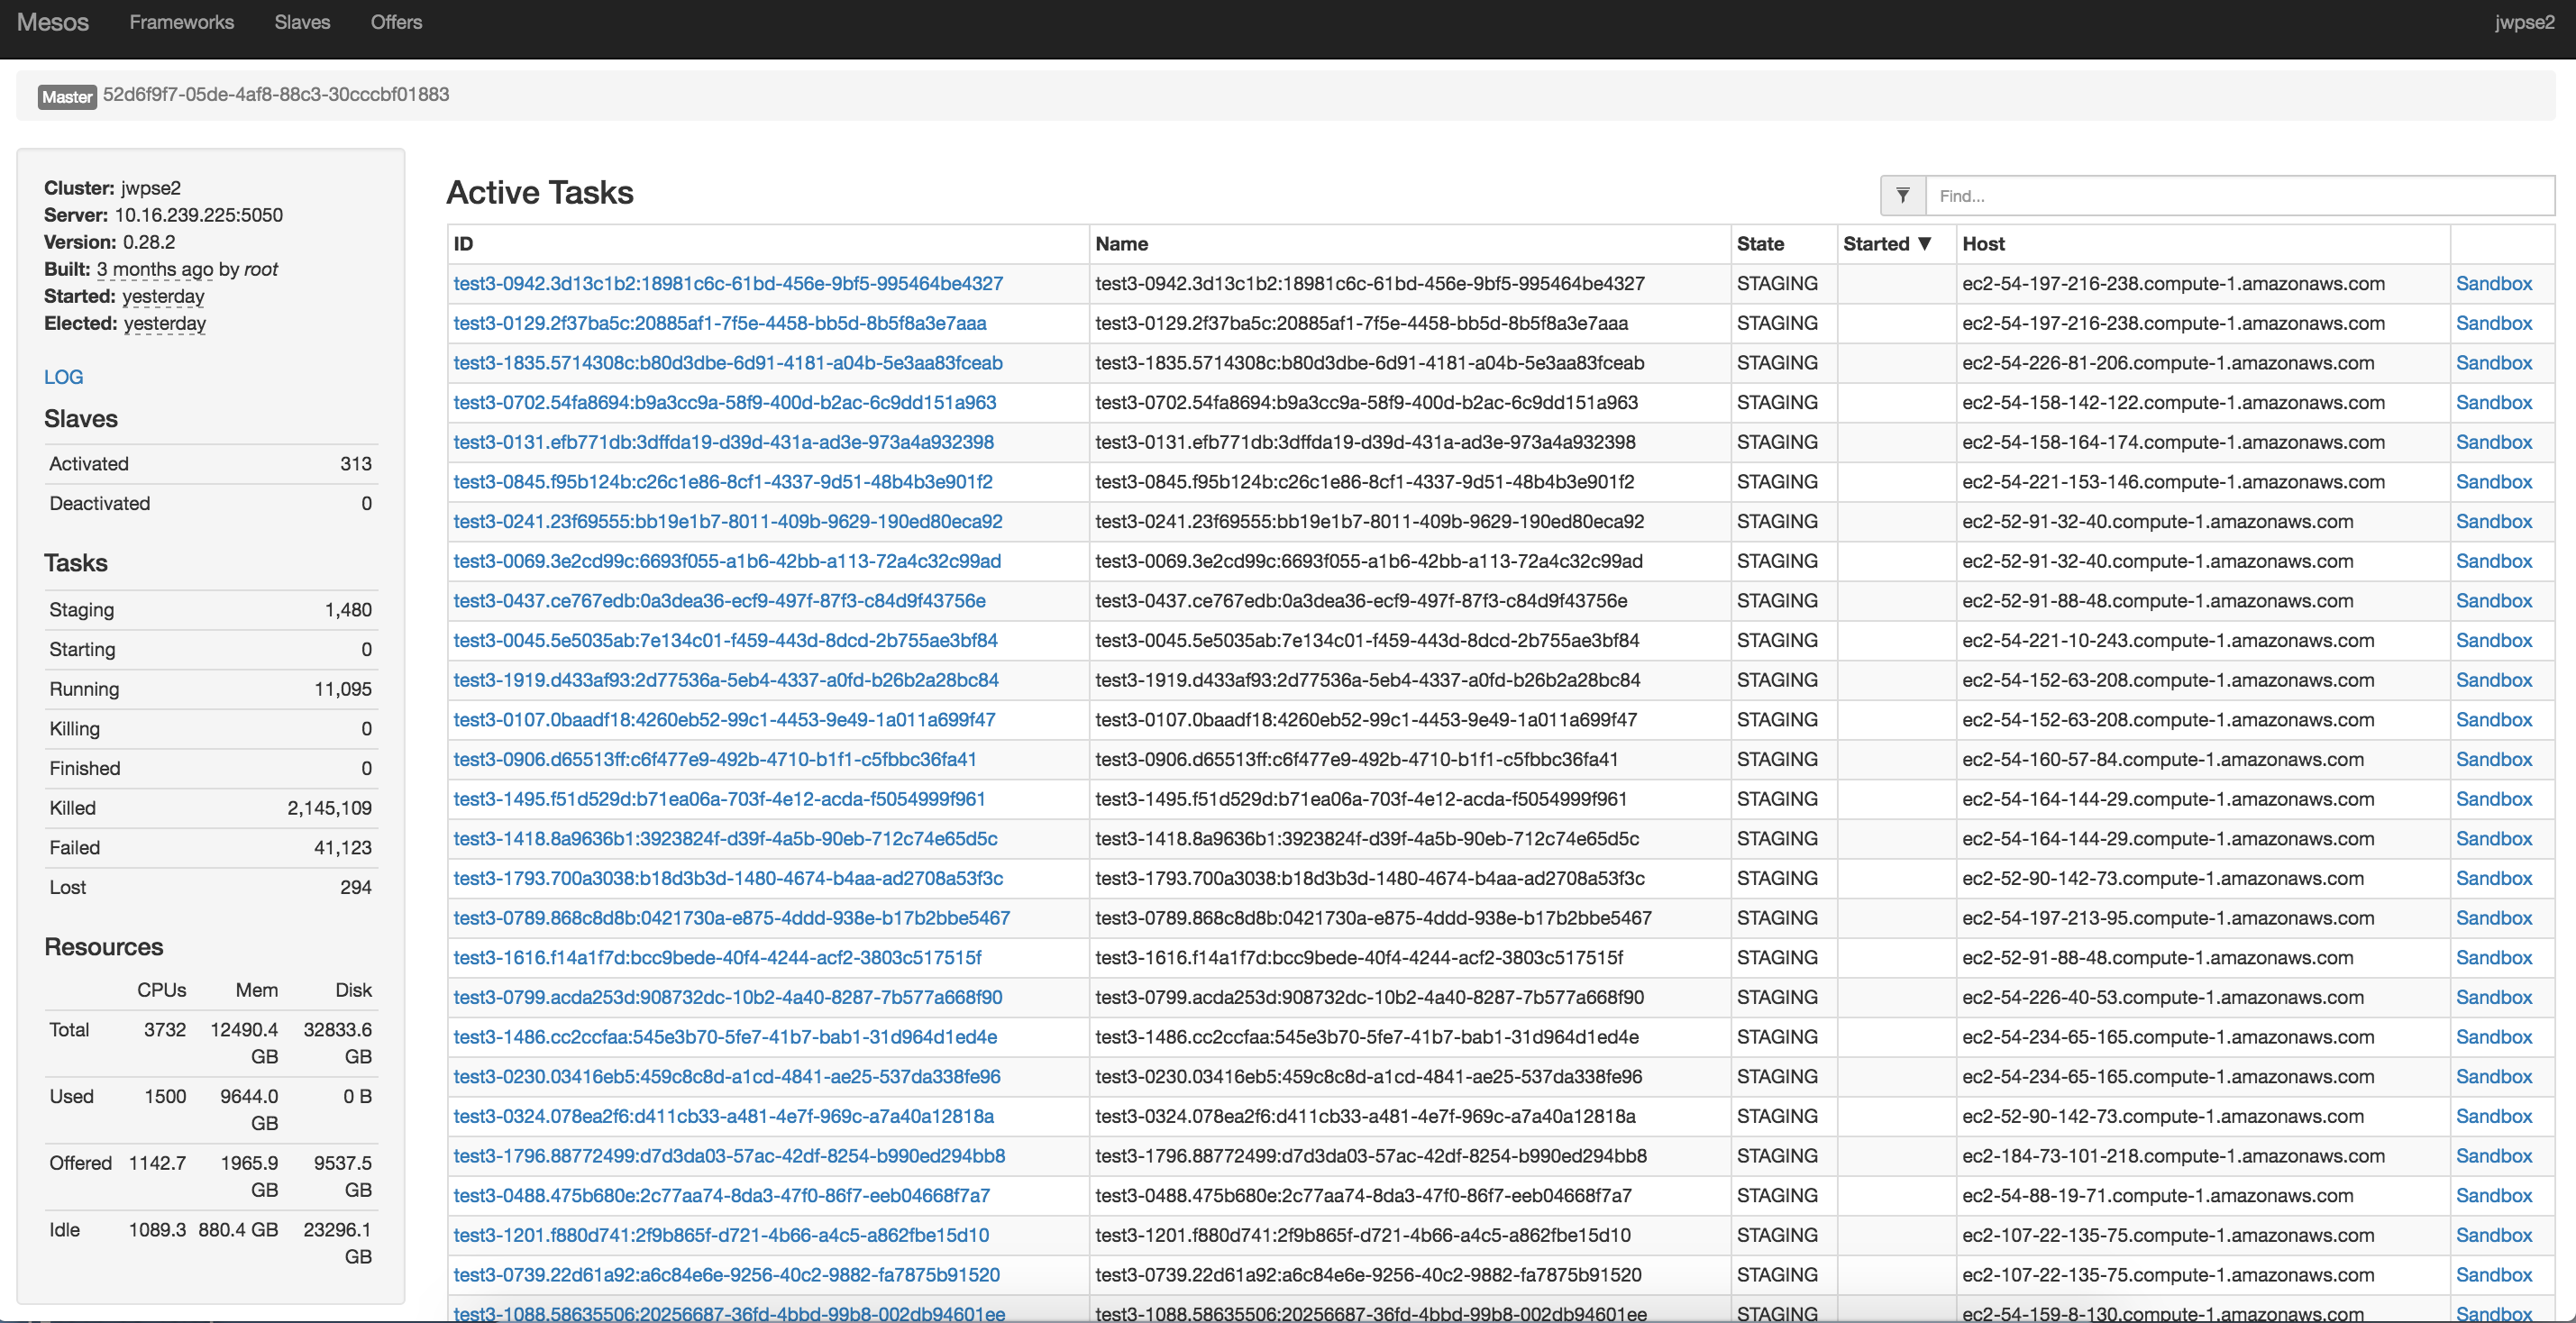 Mesos Frameworks Slaves Offers jwpse2
Master 52d6f9f7-05de-4af8-88c3-30cccbf01883
Cluster: jwpse2
Server: 10.16.239.225:5050
Version: 0.28.2
Built: 3 months ago by root
Started: yesterday
Elected: yesterday
LOG
Slaves
Activated 313
Deactivated 0
Tasks
Staging 1,480
Starting 0
Running 11,095
Killing 0
Finished 0
Killed 2,145,109
Failed 41,123
Lost 294
Resources
CPUs Mem Disk
Total 3732 12490.4 GB 32833.6 GB
Used 1500 9644.0 GB 0 B
Offered 1142.7 1965.9 GB 9537.5 GB
Idle 1089.3 880.4 GB 23296.1 GB
Active Tasks
Find...
ID Name State Started ▼ Host
test3-0942.3d13c1b2:18981c6c-61bd-456e-9bf5-995464be4327 test3-0942.3d13c1b2:18981c6c-61bd-456e-9bf5-995464be4327 STAGING ec2-54-197-216-238.compute-1.amazonaws.com Sandbox
test3-0129.2f37ba5c:20885af1-7f5e-4458-bb5d-8b5f8a3e7aaa test3-0129.2f37ba5c:20885af1-7f5e-4458-bb5d-8b5f8a3e7aaa STAGING ec2-54-197-216-238.compute-1.amazonaws.com Sandbox
test3-1835.5714308c:b80d3dbe-6d91-4181-a04b-5e3aa83fceab test3-1835.5714308c:b80d3dbe-6d91-4181-a04b-5e3aa83fceab STAGING ec2-54-226-81-206.compute-1.amazonaws.com Sandbox
test3-0702.54fa8694:b9a3cc9a-58f9-400d-b2ac-6c9dd151a963 test3-0702.54fa8694:b9a3cc9a-58f9-400d-b2ac-6c9dd151a963 STAGING ec2-54-158-142-122.compute-1.amazonaws.com Sandbox
test3-0131.efb771db:3dffda19-d39d-431a-ad3e-973a4a932398 test3-0131.efb771db:3dffda19-d39d-431a-ad3e-973a4a932398 STAGING ec2-54-158-164-174.compute-1.amazonaws.com Sandbox
test3-0845.f95b124b:c26c1e86-8cf1-4337-9d51-48b4b3e901f2 test3-0845.f95b124b:c26c1e86-8cf1-4337-9d51-48b4b3e901f2 STAGING ec2-54-221-153-146.compute-1.amazonaws.com Sandbox
test3-0241.23f69555:bb19e1b7-8011-409b-9629-190ed80eca92 test3-0241.23f69555:bb19e1b7-8011-409b-9629-190ed80eca92 STAGING ec2-52-91-32-40.compute-1.amazonaws.com Sandbox
test3-0069.3e2cd99c:6693f055-a1b6-42bb-a113-72a4c32c99ad test3-0069.3e2cd99c:6693f055-a1b6-42bb-a113-72a4c32c99ad STAGING ec2-52-91-32-40.compute-1.amazonaws.com Sandbox
test3-0437.ce767edb:0a3dea36-ecf9-497f-87f3-c84d9f43756e test3-0437.ce767edb:0a3dea36-ecf9-497f-87f3-c84d9f43756e STAGING ec2-52-91-88-48.compute-1.amazonaws.com Sandbox
test3-0045.5e5035ab:7e134c01-f459-443d-8dcd-2b755ae3bf84 test3-0045.5e5035ab:7e134c01-f459-443d-8dcd-2b755ae3bf84 STAGING ec2-54-221-10-243.compute-1.amazonaws.com Sandbox
test3-1919.d433af93:2d77536a-5eb4-4337-a0fd-b26b2a28bc84 test3-1919.d433af93:2d77536a-5eb4-4337-a0fd-b26b2a28bc84 STAGING ec2-54-152-63-208.compute-1.amazonaws.com Sandbox
test3-0107.0baadf18:4260eb52-99c1-4453-9e49-1a011a699f47 test3-0107.0baadf18:4260eb52-99c1-4453-9e49-1a011a699f47 STAGING ec2-54-152-63-208.compute-1.amazonaws.com Sandbox
test3-0906.d65513ff:c6f477e9-492b-4710-b1f1-c5fbbc36fa41 test3-0906.d65513ff:c6f477e9-492b-4710-b1f1-c5fbbc36fa41 STAGING ec2-54-160-57-84.compute-1.amazonaws.com Sandbox
test3-1495.f51d529d:b71ea06a-703f-4e12-acda-f5054999f961 test3-1495.f51d529d:b71ea06a-703f-4e12-acda-f5054999f961 STAGING ec2-54-164-144-29.compute-1.amazonaws.com Sandbox
test3-1418.8a9636b1:3923824f-d39f-4a5b-90eb-712c74e65d5c test3-1418.8a9636b1:3923824f-d39f-4a5b-90eb-712c74e65d5c STAGING ec2-54-164-144-29.compute-1.amazonaws.com Sandbox
test3-1793.700a3038:b18d3b3d-1480-4674-b4aa-ad2708a53f3c test3-1793.700a3038:b18d3b3d-1480-4674-b4aa-ad2708a53f3c STAGING ec2-52-90-142-73.compute-1.amazonaws.com Sandbox
test3-0789.868c8d8b:0421730a-e875-4ddd-938e-b17b2bbe5467 test3-0789.868c8d8b:0421730a-e875-4ddd-938e-b17b2bbe5467 STAGING ec2-54-197-213-95.compute-1.amazonaws.com Sandbox
test3-1616.f14a1f7d:bcc9bede-40f4-4244-acf2-3803c517515f test3-1616.f14a1f7d:bcc9bede-40f4-4244-acf2-3803c517515f STAGING ec2-52-91-88-48.compute-1.amazonaws.com Sandbox
test3-0799.acda253d:908732dc-10b2-4a40-8287-7b577a668f90 test3-0799.acda253d:908732dc-10b2-4a40-8287-7b577a668f90 STAGING ec2-54-226-40-53.compute-1.amazonaws.com Sandbox
test3-1486.cc2ccfaa:545e3b70-5fe7-41b7-bab1-31d964d1ed4e test3-1486.cc2ccfaa:545e3b70-5fe7-41b7-bab1-31d964d1ed4e STAGING ec2-54-234-65-165.compute-1.amazonaws.com Sandbox
test3-0230.03416eb5:459c8c8d-a1cd-4841-ae25-537da338fe96 test3-0230.03416eb5:459c8c8d-a1cd-4841-ae25-537da338fe96 STAGING ec2-54-234-65-165.compute-1.amazonaws.com Sandbox
test3-0324.078ea2f6:d411cb33-a481-4e7f-969c-a7a40a12818a test3-0324.078ea2f6:d411cb33-a481-4e7f-969c-a7a40a12818a STAGING ec2-52-90-142-73.compute-1.amazonaws.com Sandbox
test3-1796.88772499:d7d3da03-57ac-42df-8254-b990ed294bb8 test3-1796.88772499:d7d3da03-57ac-42df-8254-b990ed294bb8 STAGING ec2-184-73-101-218.compute-1.amazonaws.com Sandbox
test3-0488.475b680e:2c77aa74-8da3-47f0-86f7-eeb04668f7a7 test3-0488.475b680e:2c77aa74-8da3-47f0-86f7-eeb04668f7a7 STAGING ec2-54-88-19-71.compute-1.amazonaws.com Sandbox
test3-1201.f880d741:2f9b865f-d721-4b66-a4c5-a862fbe15d10 test3-1201.f880d741:2f9b865f-d721-4b66-a4c5-a862fbe15d10 STAGING ec2-107-22-135-75.compute-1.amazonaws.com Sandbox
test3-0739.22d61a92:a6c84e6e-9256-40c2-9882-fa7875b91520 test3-0739.22d61a92:a6c84e6e-9256-40c2-9882-fa7875b91520 STAGING ec2-107-22-135-75.compute-1.amazonaws.com Sandbox
test3-1088.58635506:20256687-36fd-4bbd-99b8-002db94601ee test3-1088.58635506:20256687-36fd-4bbd-99b8-002db94601ee STAGING ec2-54-159-8-130.compute-1.amazonaws.com Sandbox